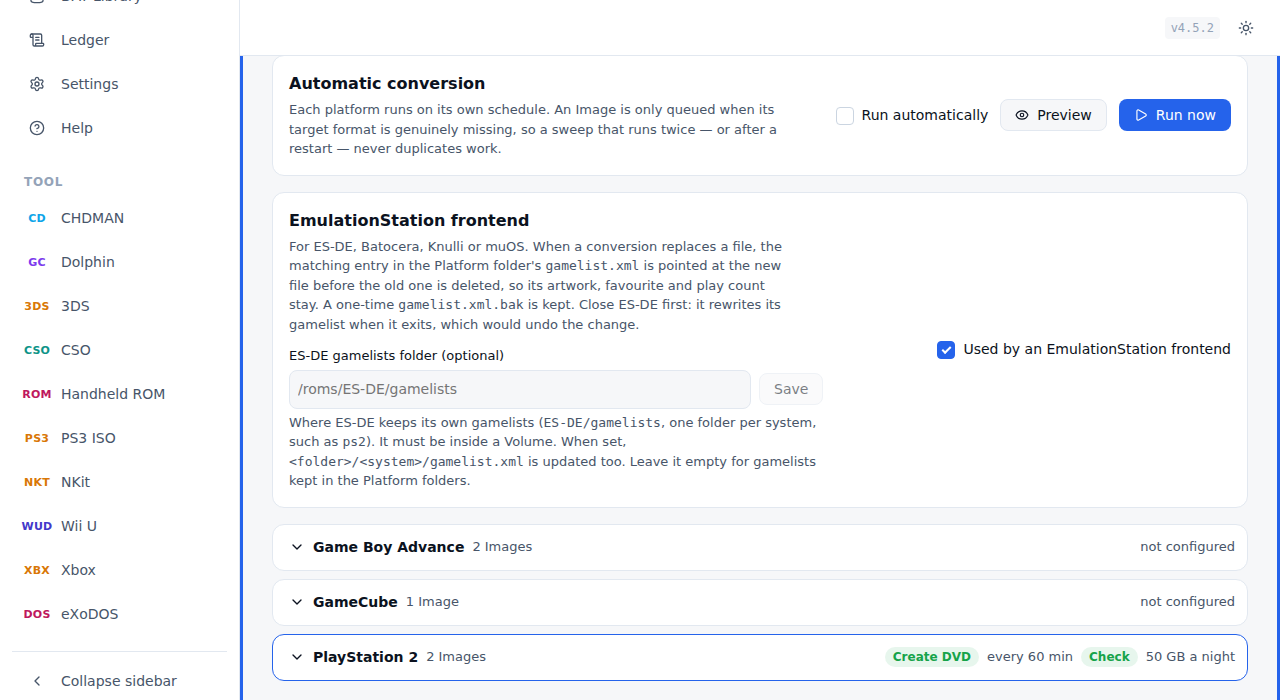 Ledger
Settings
Help
TOOL
CD CHDMAN
GC Dolphin
3DS 3DS
CSO CSO
ROM Handheld ROM
PS3 PS3 ISO
NKT NKit
WUD Wii U
XBX Xbox
DOS eXoDOS
Collapse sidebar
v4.5.2
Automatic conversion
Each platform runs on its own schedule. An Image is only queued when its
target format is genuinely missing, so a sweep that runs twice — or after a
restart — never duplicates work.
Run automatically
Preview
Run now
EmulationStation frontend
For ES-DE, Batocera, Knulli or muOS. When a conversion replaces a file, the
matching entry in the Platform folder's gamelist.xml is pointed at the new
file before the old one is deleted, so its artwork, favourite and play count
stay. A one-time gamelist.xml.bak is kept. Close ES-DE first: it rewrites its
gamelist when it exits, which would undo the change.
ES-DE gamelists folder (optional)
/roms/ES-DE/gamelists
Save
Where ES-DE keeps its own gamelists (ES-DE/gamelists, one folder per system,
such as ps2). It must be inside a Volume. When set,
<folder>/<system>/gamelist.xml is updated too. Leave it empty for gamelists
kept in the Platform folders.
Used by an EmulationStation frontend
Game Boy Advance 2 Images not configured
GameCube 1 Image not configured
PlayStation 2 2 Images Create DVD every 60 min Check 50 GB a night